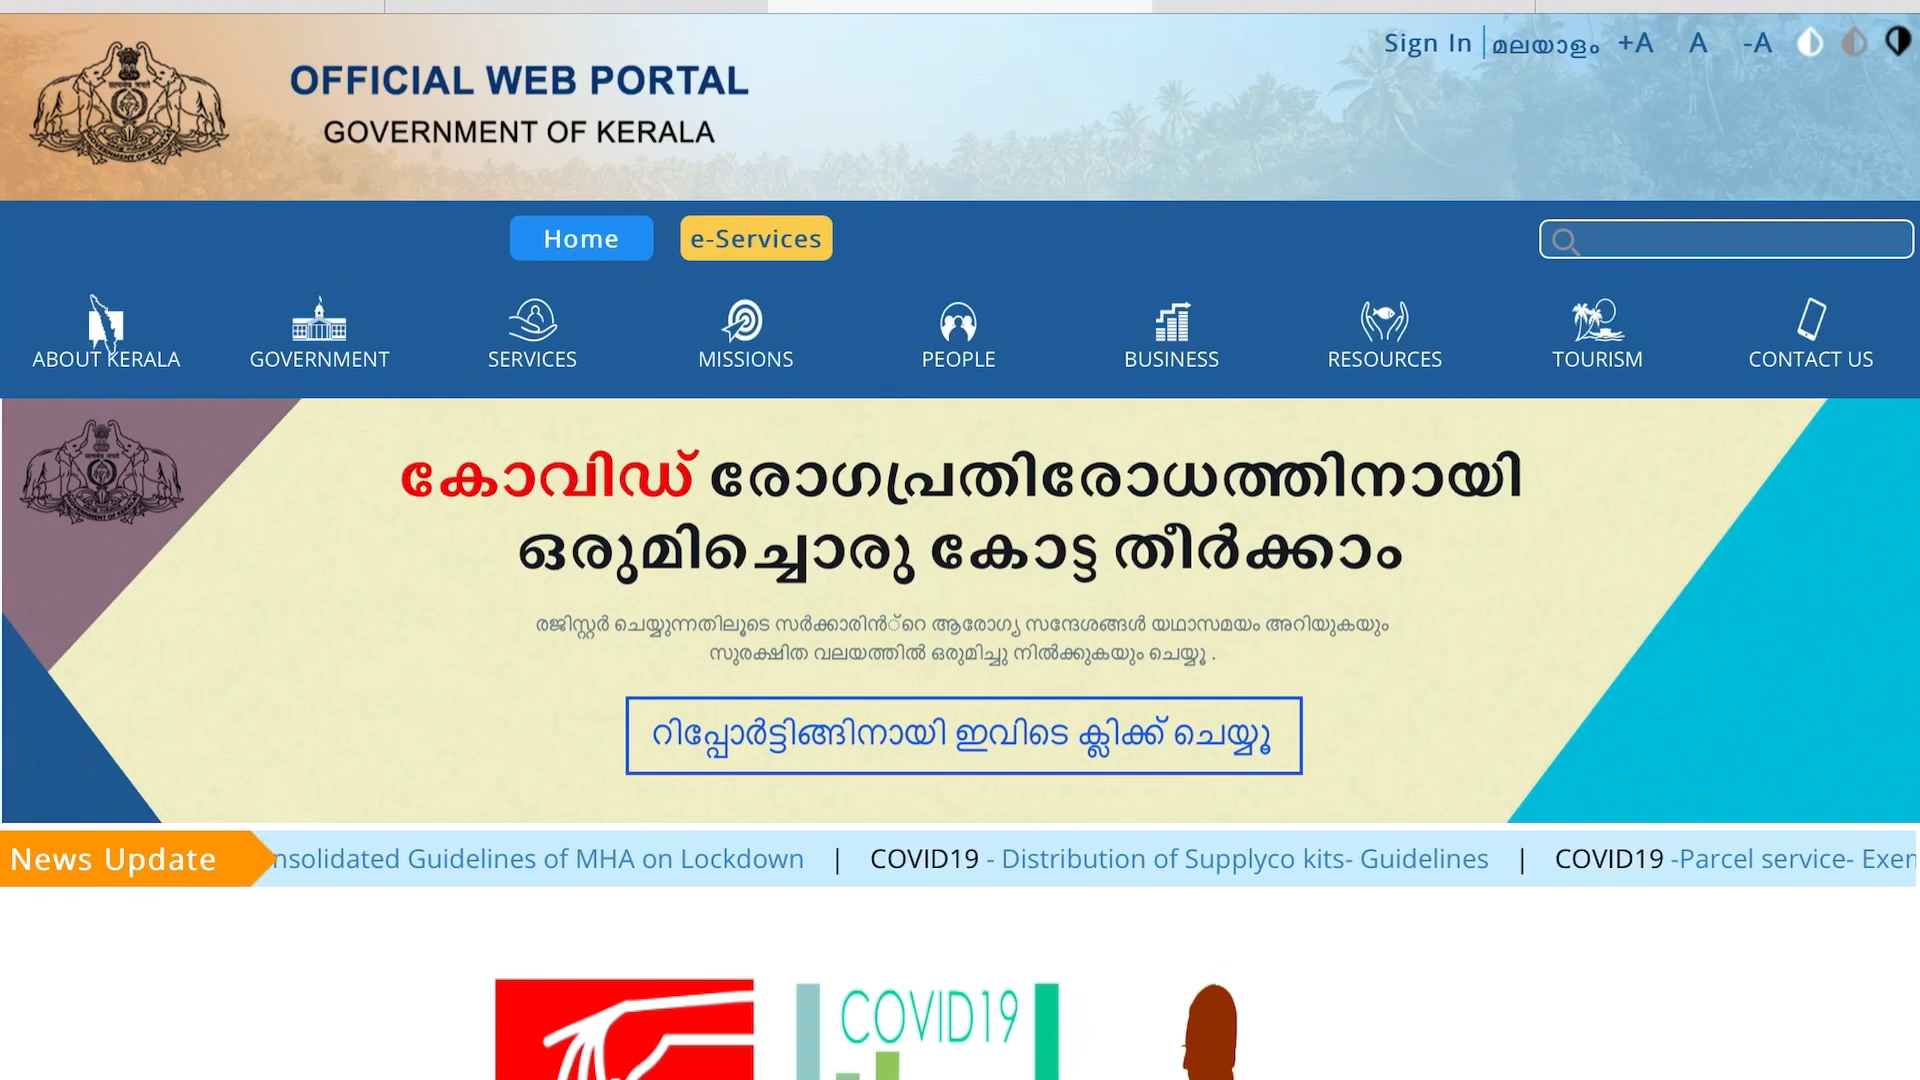 Sign In
മലയാളം
+A
A
-A
OFFICIAL WEB PORTAL
GOVERNMENT OF KERALA
Home
e-Services
ABOUT KERALA
GOVERNMENT
SERVICES
MISSIONS
PEOPLE
BUSINESS
RESOURCES
TOURISM
CONTACT US
കോവിഡ് രോഗപ്രതിരോധത്തിനായി
ഒരുമിച്ചൊരു കോട്ട തീർക്കാം
രജിസ്റ്റർ ചെയ്യുന്നതിലൂടെ സർക്കാരിൻ്റെ ആരോഗ്യ സന്ദേശങ്ങൾ യഥാസമയം അറിയുകയും
സുരക്ഷിത വലയത്തിൽ ഒരുമിച്ചു നിൽക്കുകയും ചെയ്യൂ .
റിപ്പോർട്ടിങ്ങിനായി ഇവിടെ ക്ലിക്ക് ചെയ്യൂ
News Update
Guidelines of MHA on Lockdown | COVID19 - Distribution of Supplyco kits- Guidelines | COVID19 -Parcel service-
COVID19